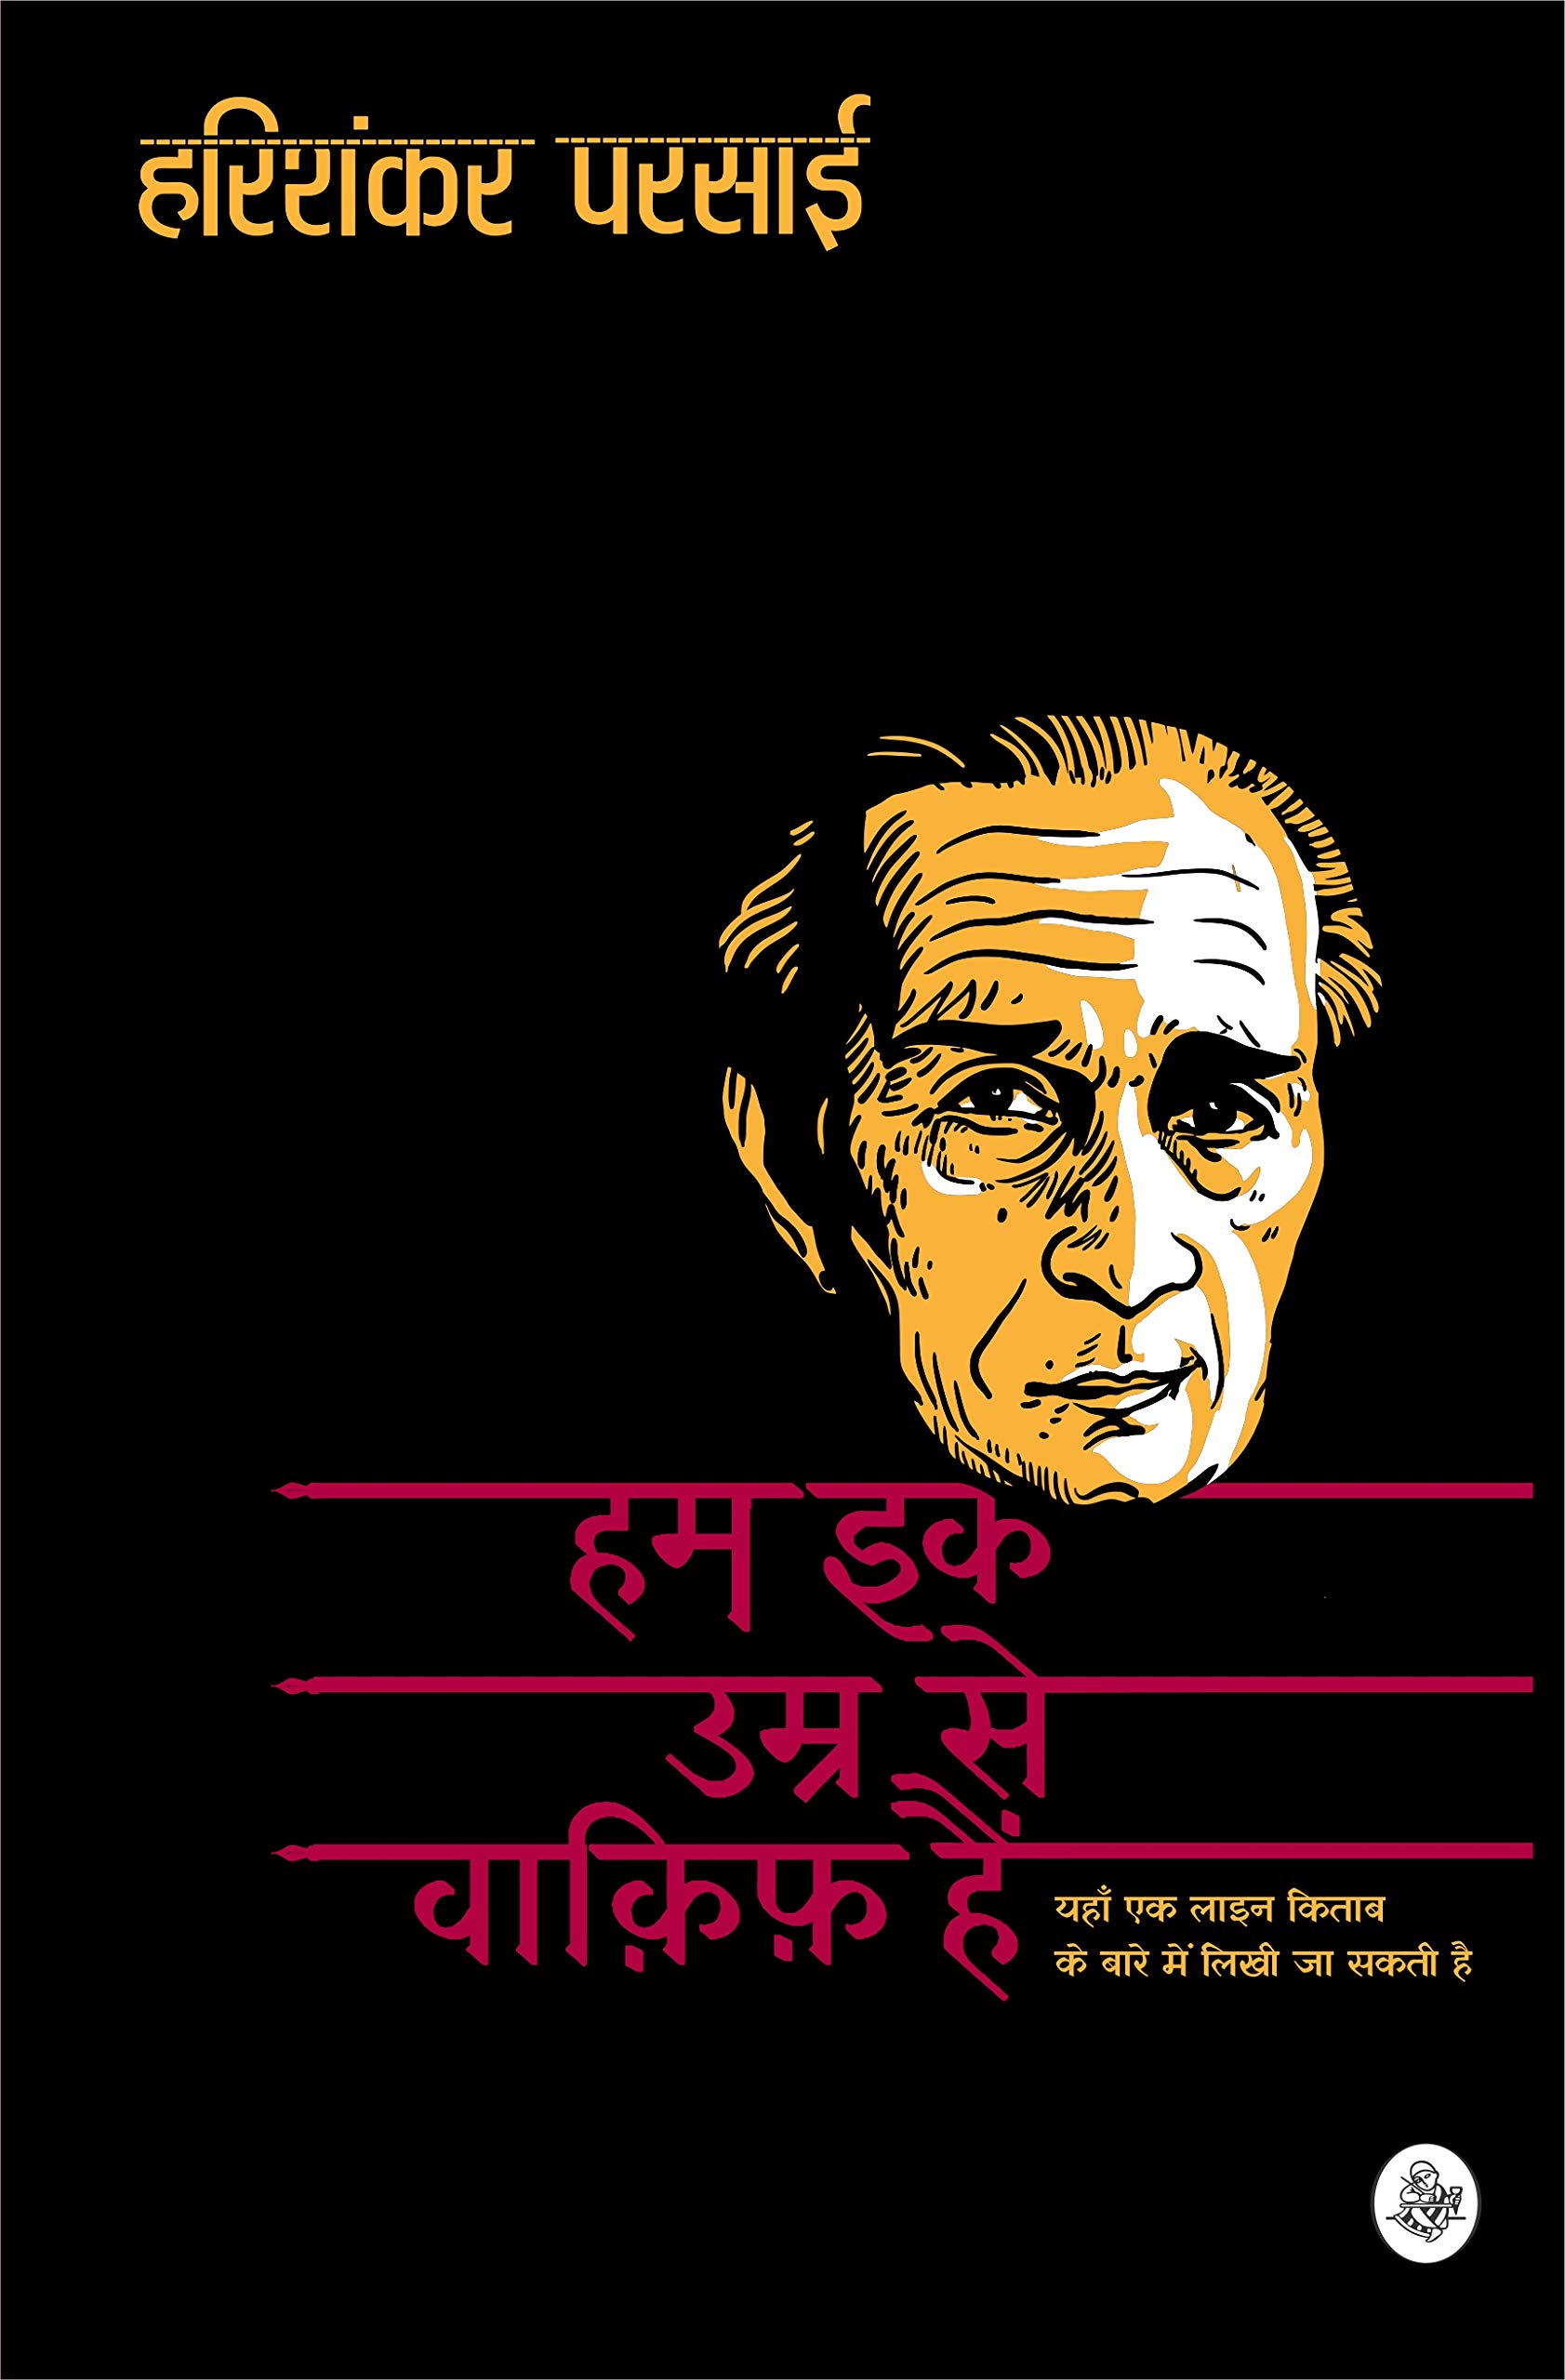 हरिशंकर परसाई
हम इक
उम्र से
वाक़िफ़ हैं
यहाँ एक लाइन किताब
के बारे में लिखी जा सकती है